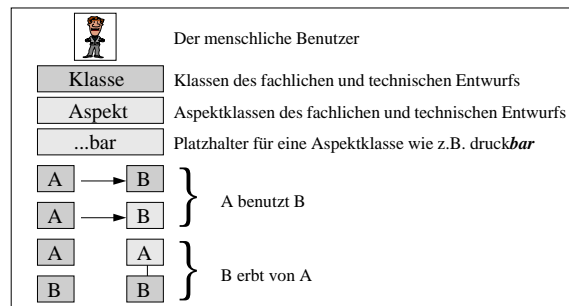 Der menschliche Benutzer
Klasse Klassen des fachlichen und technischen Entwurfs
Aspekt Aspektklassen des fachlichen und technischen Entwurfs
...bar Platzhalter für eine Aspektklasse wie z.B. druckbar
A B
A benutzt B
A B
A A
B erbt von A
B B